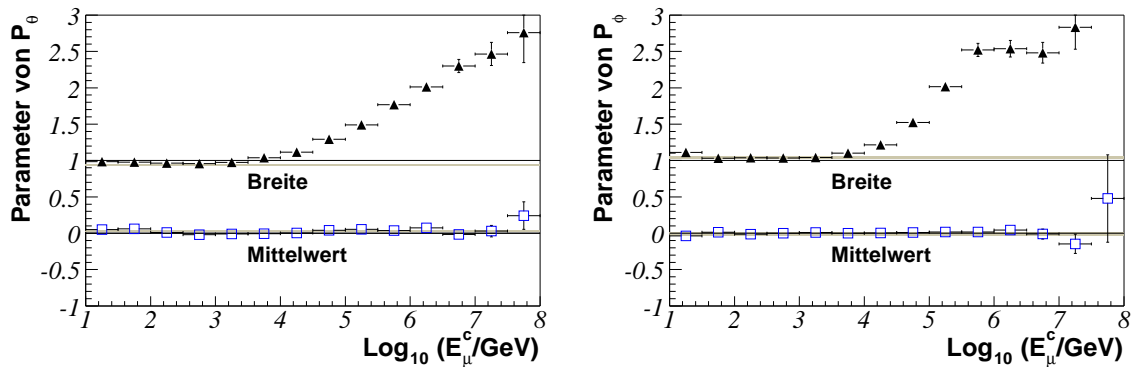 Parameter von P_θ
3
2.5
2
1.5
1
0.5
0
-0.5
-1
Breite
Mittelwert
1 2 3 4 5 6 7 8
Log₁₀ (E_μ^c/GeV)
Parameter von P_ϕ
3
2.5
2
1.5
1
0.5
0
-0.5
-1
Breite
Mittelwert
1 2 3 4 5 6 7 8
Log₁₀ (E_μ^c/GeV)